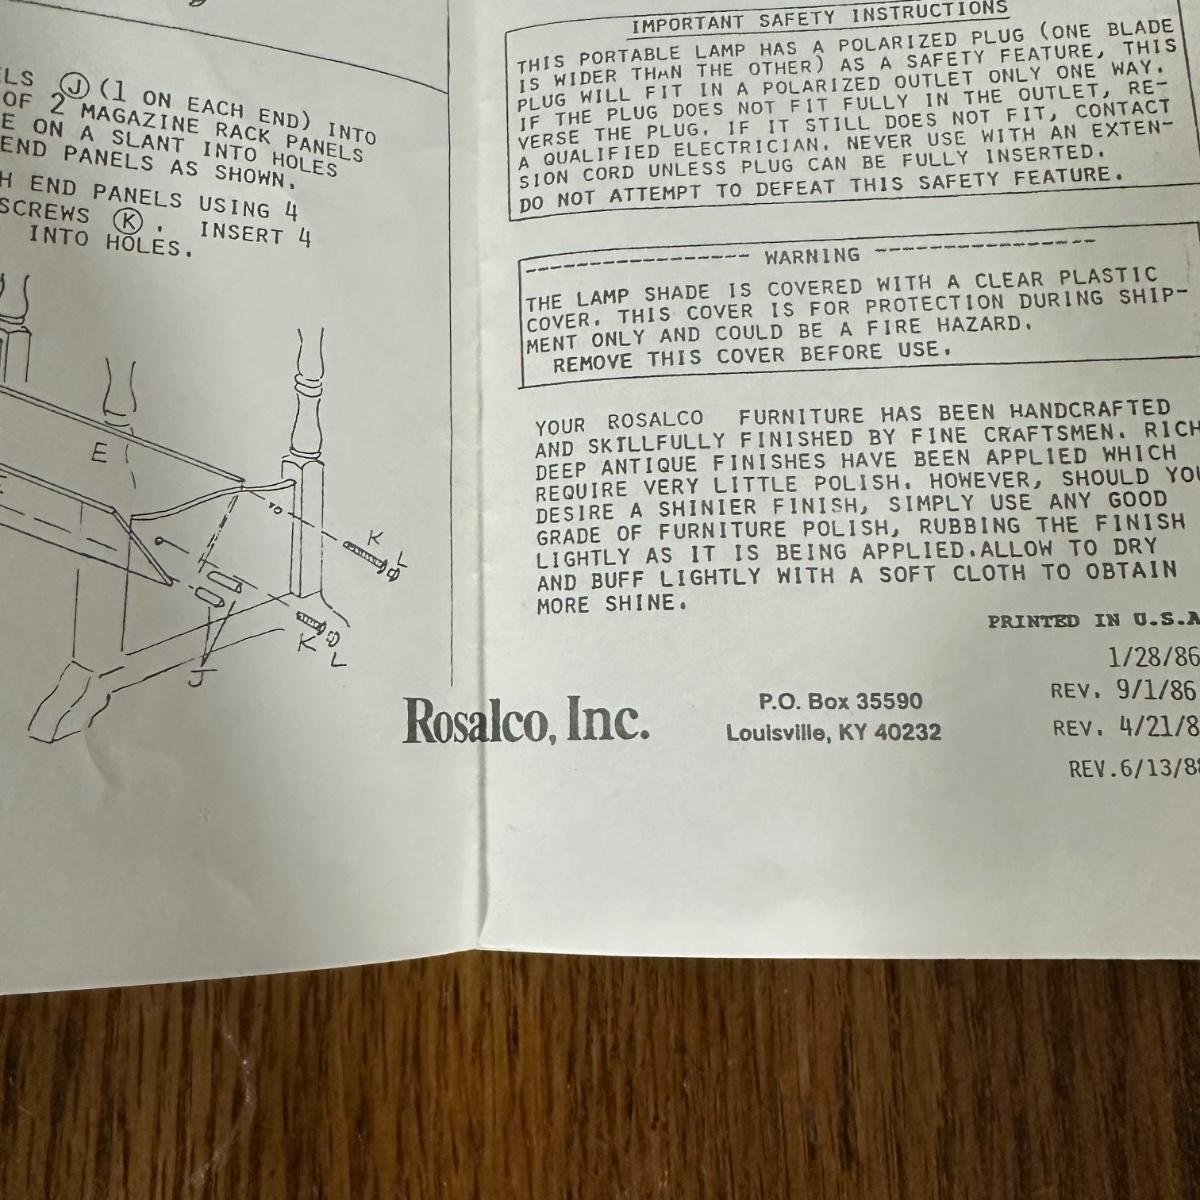 LS Ⓙ (1 ON EACH END) INTO
OF 2 MAGAZINE RACK PANELS
E ON A SLANT INTO HOLES
END PANELS AS SHOWN.
H END PANELS USING 4
SCREWS Ⓚ. INSERT 4
INTO HOLES.
E
K
L
K
L
J
IMPORTANT SAFETY INSTRUCTIONS
THIS PORTABLE LAMP HAS A POLARIZED PLUG (ONE BLADE
IS WIDER THAN THE OTHER) AS A SAFETY FEATURE, THIS
PLUG WILL FIT IN A POLARIZED OUTLET ONLY ONE WAY.
IF THE PLUG DOES NOT FIT FULLY IN THE OUTLET, RE-
VERSE THE PLUG. IF IT STILL DOES NOT FIT, CONTACT
A QUALIFIED ELECTRICIAN. NEVER USE WITH AN EXTEN-
SION CORD UNLESS PLUG CAN BE FULLY INSERTED.
DO NOT ATTEMPT TO DEFEAT THIS SAFETY FEATURE.
----------------- WARNING -----------------
THE LAMP SHADE IS COVERED WITH A CLEAR PLASTIC
COVER. THIS COVER IS FOR PROTECTION DURING SHIP-
MENT ONLY AND COULD BE A FIRE HAZARD.
REMOVE THIS COVER BEFORE USE.
YOUR ROSALCO FURNITURE HAS BEEN HANDCRAFTED
AND SKILLFULLY FINISHED BY FINE CRAFTSMEN. RICH
DEEP ANTIQUE FINISHES HAVE BEEN APPLIED WHICH
REQUIRE VERY LITTLE POLISH. HOWEVER, SHOULD YOU
DESIRE A SHINIER FINISH, SIMPLY USE ANY GOOD
GRADE OF FURNITURE POLISH, RUBBING THE FINISH
LIGHTLY AS IT IS BEING APPLIED.ALLOW TO DRY
AND BUFF LIGHTLY WITH A SOFT CLOTH TO OBTAIN
MORE SHINE.
PRINTED IN U.S.A
1/28/86
REV. 9/1/86
REV. 4/21/8
REV.6/13/88
Rosalco, Inc.
P.O. Box 35590
Louisville, KY 40232